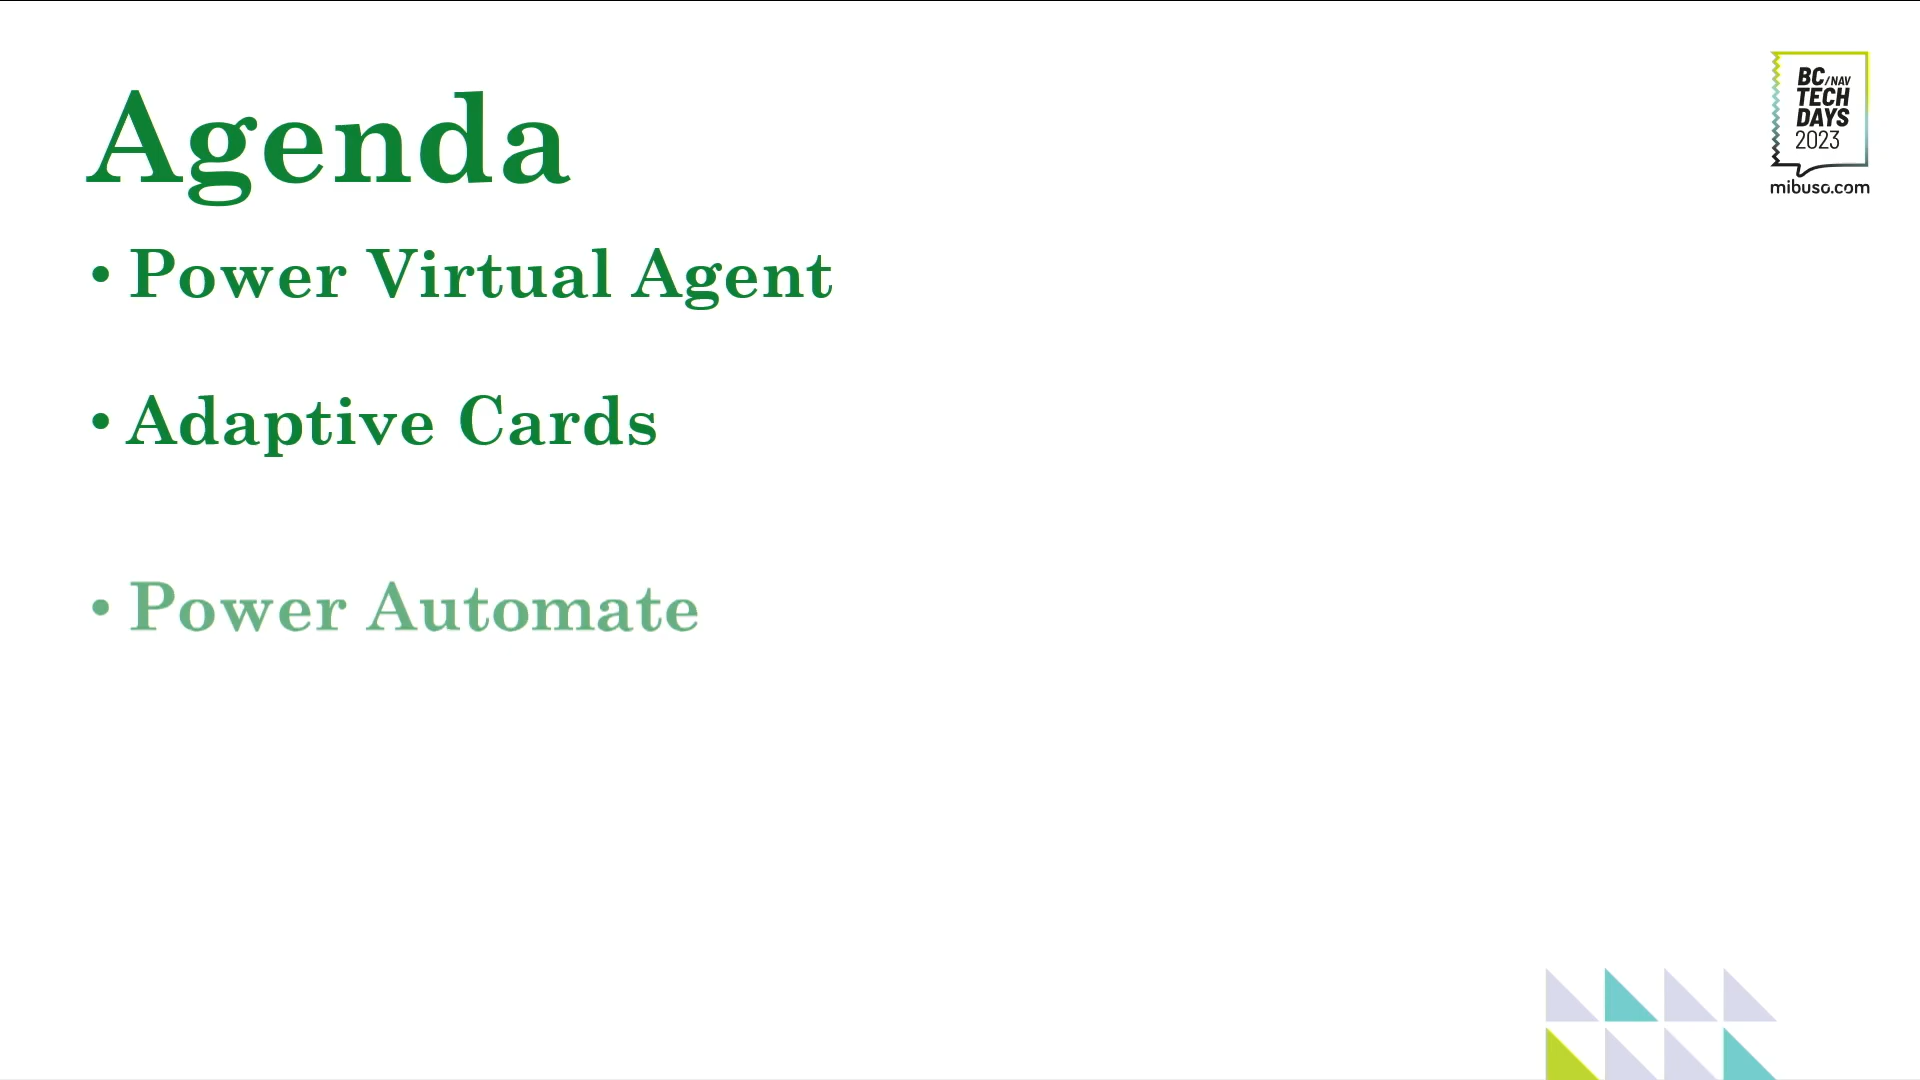 Agenda
• Power Virtual Agent
• Adaptive Cards
• Power Automate
BC/NAV
TECH
DAYS
2023
mibuso.com